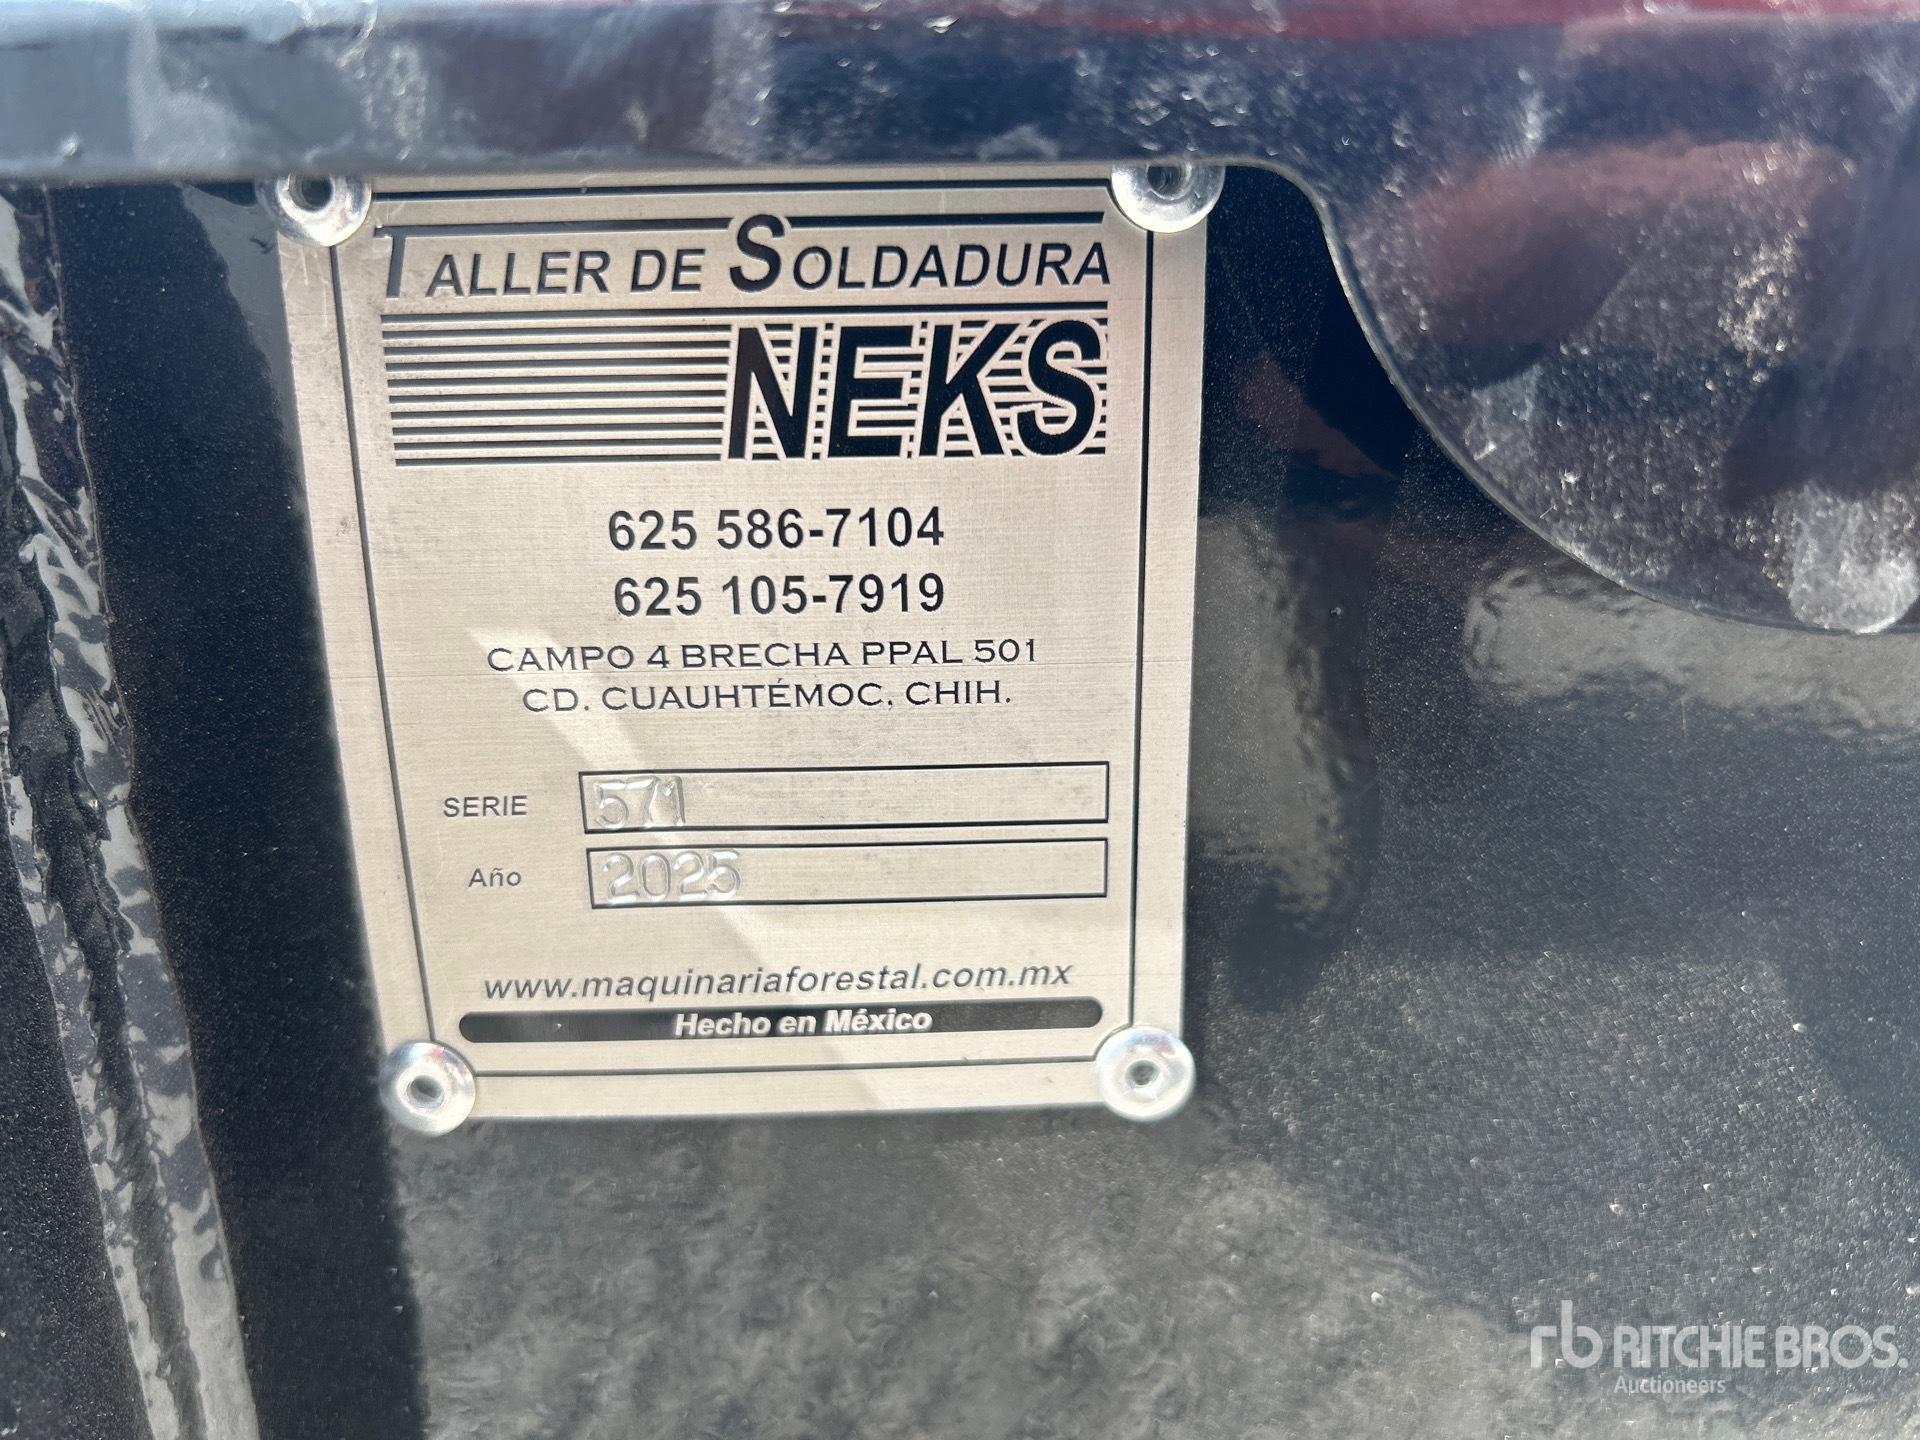 TALLER DE SOLDADURA
NEKS
625 586-7104
625 105-7919
CAMPO 4 BRECHA PPAL 501
CD. CUAUHTÉMOC, CHIH.
SERIE 571
Año 2025
www.maquinariaforestal.com.mx
Hecho en México
rb RITCHIE BROS.
Auctioneers